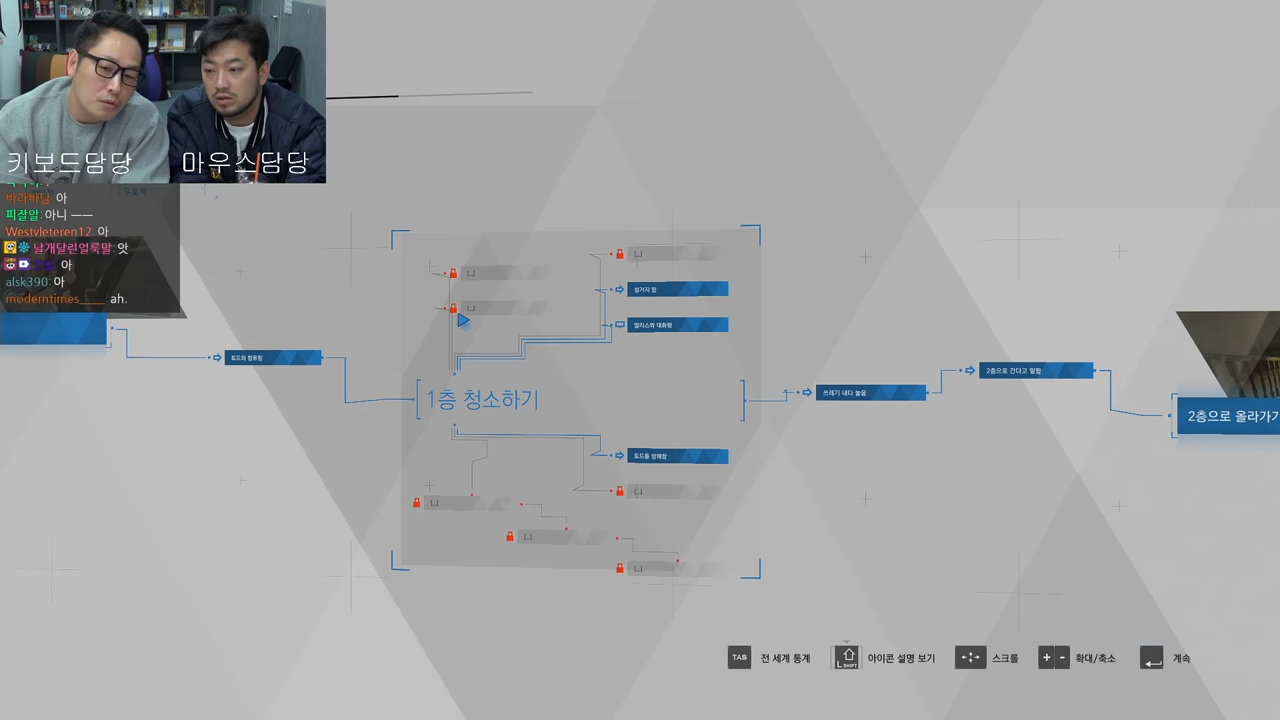 키보드담당
마우스담당
바라바담 아
피잘알: 아니 ㅡㅡ
Westvleteren12: 아
날개달린얼룩말: 앗
아
alsk390: 아
moderntimes____: ah.
토드와 합류함
설거지 함
앨리스와 대화함
1층 청소하기
토드를 방해함
쓰레기 내다 놓음
2층으로 간다고 말함
2층으로 올라가기
TAB
전 세계 통계
L SHIFT
아이콘 설명 보기
스크롤
+ -
확대/축소
계속